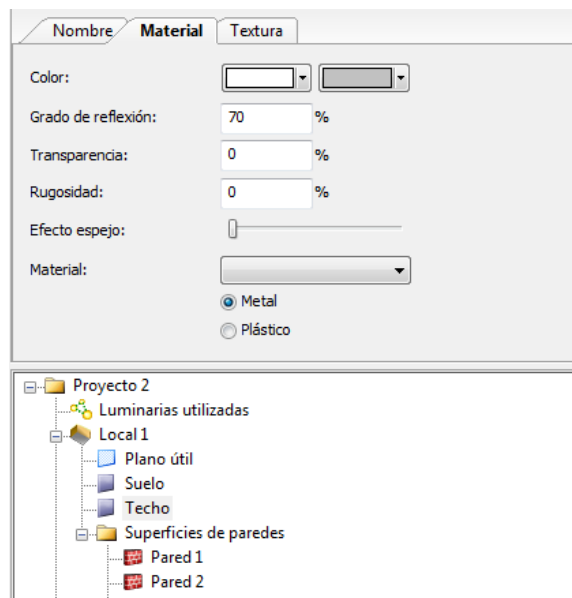 Nombre Material Textura
Color:
Grado de reflexión: 70 %
Transparencia: 0 %
Rugosidad: 0 %
Efecto espejo:
Material:
Metal
Plástico
Proyecto 2
Luminarias utilizadas
Local 1
Plano útil
Suelo
Techo
Superficies de paredes
Pared 1
Pared 2